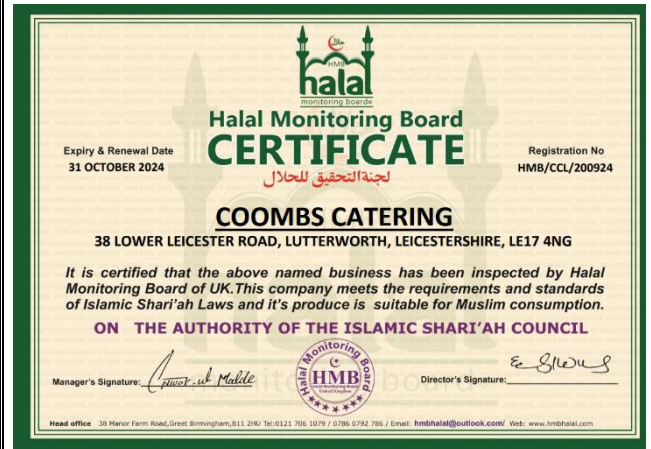 حلال
HMB
halal
monitoring boards
Halal Monitoring Board
CERTIFICATE
لجنة التحقيق للحلال
Expiry & Renewal Date
31 OCTOBER 2024
Registration No
HMB/CCL/200924
COOMBS CATERING
38 LOWER LEICESTER ROAD, LUTTERWORTH, LEICESTERSHIRE, LE17 4NG
It is certified that the above named business has been inspected by Halal
Monitoring Board of UK.This company meets the requirements and standards
of Islamic Shari'ah Laws and it's produce is suitable for Muslim consumption.
ON THE AUTHORITY OF THE ISLAMIC SHARI'AH COUNCIL
Manager's Signature:
Halal Monitoring Board
HMB
Director's Signature:
Head office 38 Manor Farm Road,Greet Birmingham,B11 2HU Tel:0121 706 1079 / 0786 0792 786 / Email: hmbhalal@outlook.com/ Web: www.hmbhalal.com